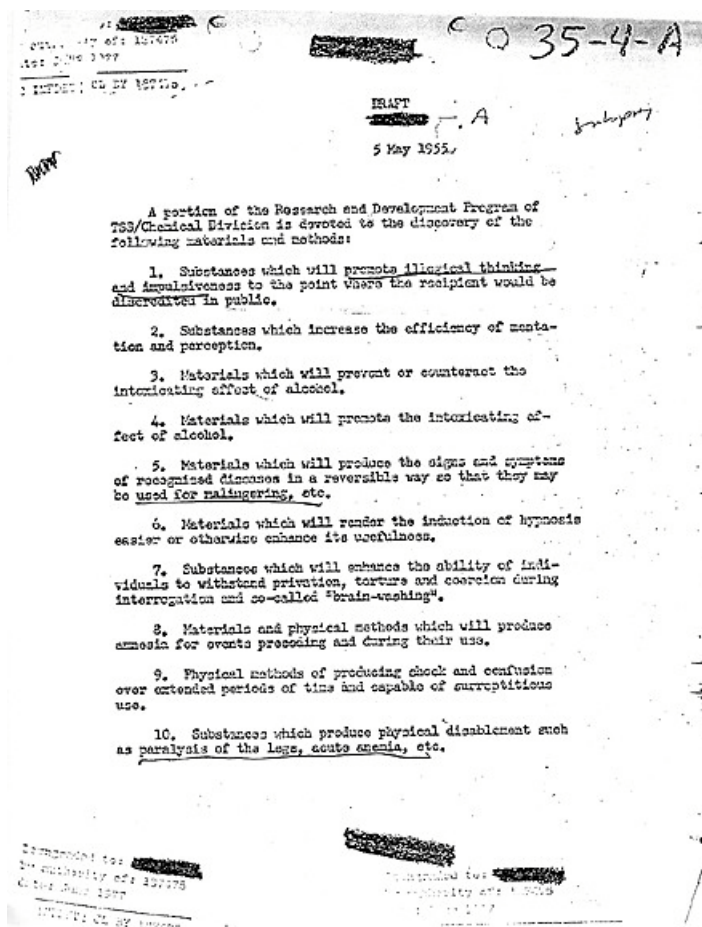 35-4-A
DRAFT
A
5 May 1955
A portion of the Research and Development Program of
TSS/Chemical Division is devoted to the discovery of the
following materials and methods:
1. Substances which will promote illogical thinking
and impulsiveness to the point where the recipient would be
discredited in public.
2. Substances which increase the efficiency of menta-
tion and perception.
3. Materials which will prevent or counteract the
intoxicating effect of alcohol.
4. Materials which will promote the intoxicating ef-
fect of alcohol.
5. Materials which will produce the signs and symptoms
of recognized diseases in a reversible way so that they may
be used for malingering, etc.
6. Materials which will render the induction of hypnosis
easier or otherwise enhance its usefulness.
7. Substances which will enhance the ability of indi-
viduals to withstand privation, torture and coercion during
interrogation and so-called "brain-washing".
8. Materials and physical methods which will produce
amnesia for events preceding and during their use.
9. Physical methods of producing shock and confusion
over extended periods of time and capable of surreptitious
use.
10. Substances which produce physical disablement such
as paralysis of the legs, acute anemia, etc.
Downgraded to:
by authority of: 187475
date: June 1977